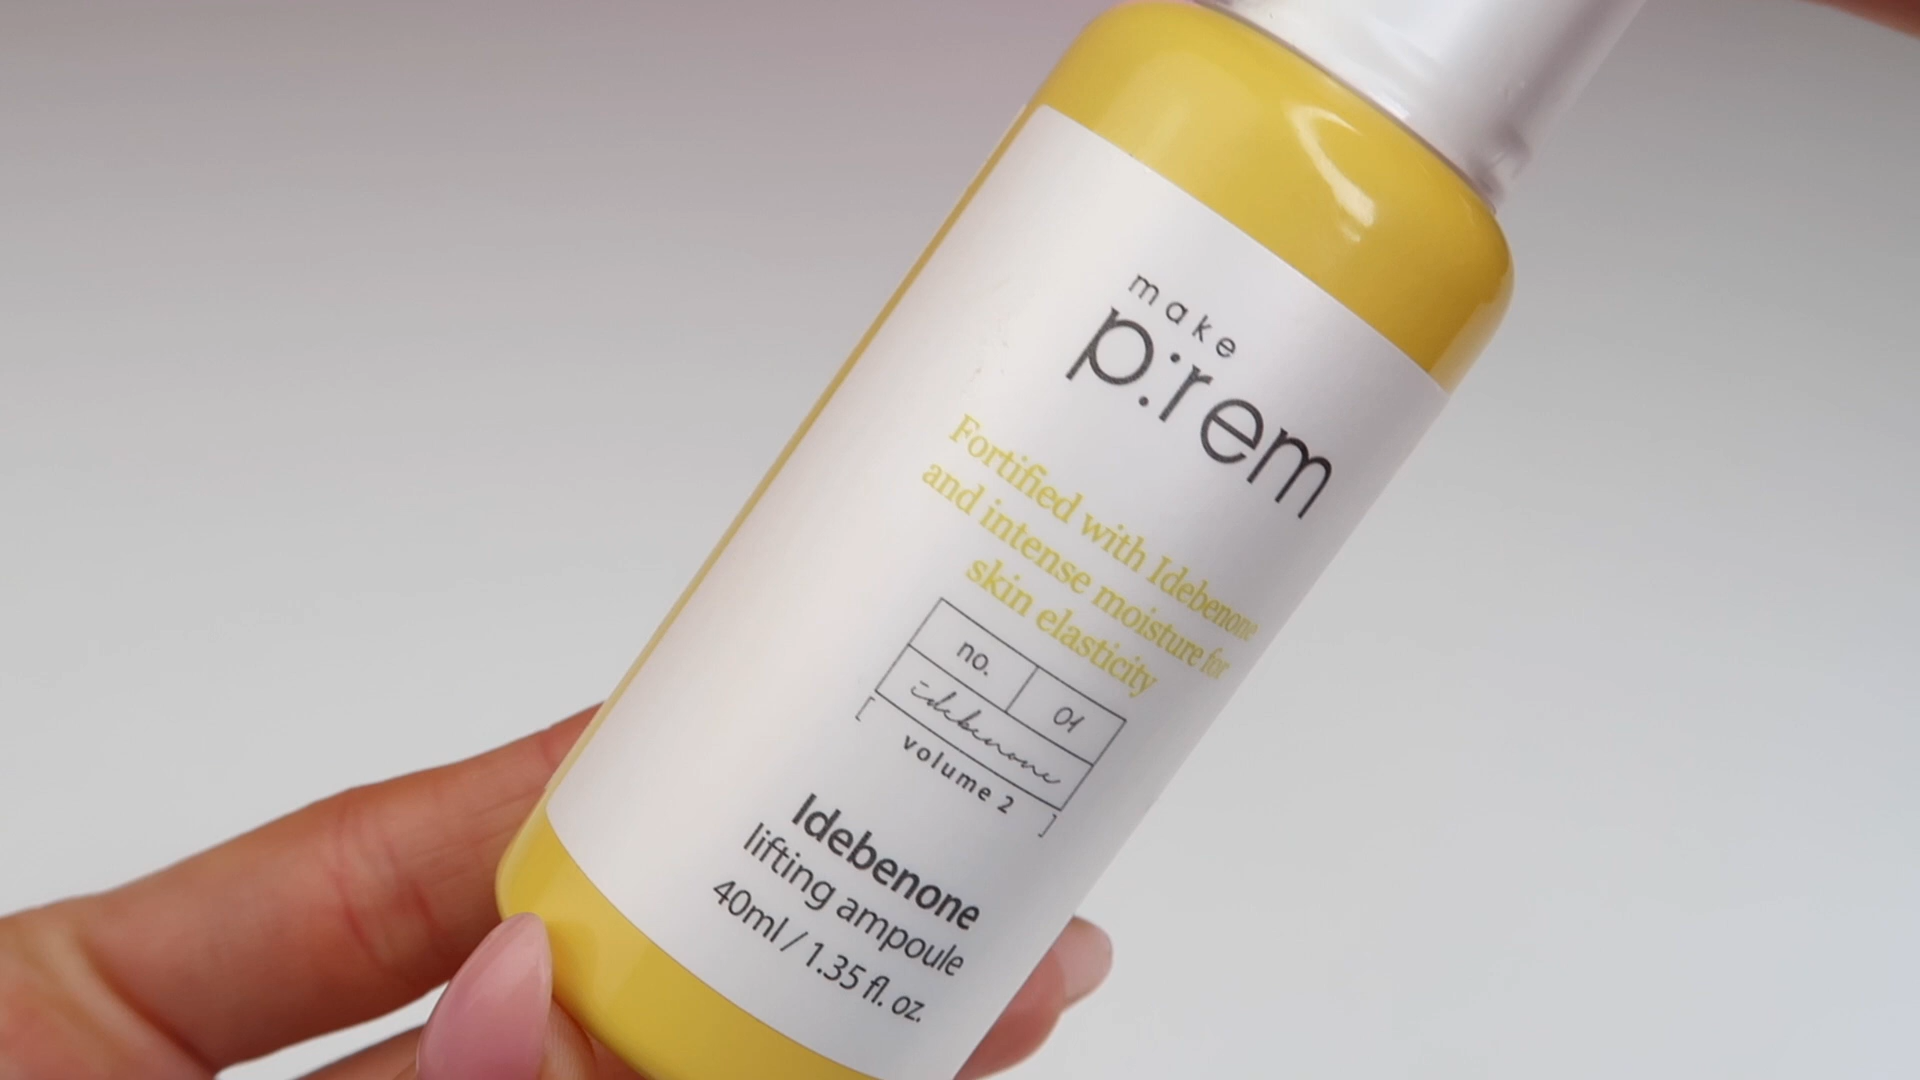 make
p:rem
Fortified with Idebenone
and intense moisture for
skin elasticity
no. 01
idebenone
[ volume 2 ]
Idebenone
lifting ampoule
40ml / 1.35 fl. oz.